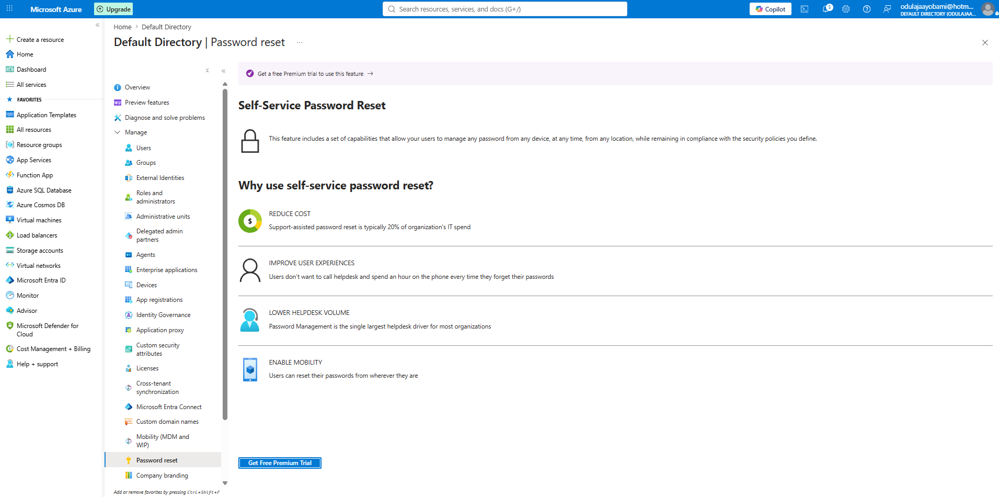 Microsoft Azure
Upgrade
Search resources, services, and docs (G+/)
Copilot
5
odulajaayobami@hotm...
DEFAULT DIRECTORY (ODULAJAA...
Create a resource
Home
Dashboard
All services
FAVORITES
Application Templates
All resources
Resource groups
App Services
Function App
Azure SQL Database
Azure Cosmos DB
Virtual machines
Load balancers
Storage accounts
Virtual networks
Microsoft Entra ID
Monitor
Advisor
Microsoft Defender for
Cloud
Cost Management + Billing
Help + support
Home > Default Directory
Default Directory | Password reset ...
Overview
Preview features
Diagnose and solve problems
Manage
Users
Groups
External Identities
Roles and
administrators
Administrative units
Delegated admin
partners
Agents
Enterprise applications
Devices
App registrations
Identity Governance
Application proxy
Custom security
attributes
Licenses
Cross-tenant
synchronization
Microsoft Entra Connect
Custom domain names
Mobility (MDM and
WIP)
Password reset
Company branding
Add or remove favorites by pressing Ctrl+Shift+F
Get a free Premium trial to use this feature →
Self-Service Password Reset
This feature includes a set of capabilities that allow your users to manage any password from any device, at any time, from any location, while remaining in compliance with the security policies you define.
Why use self-service password reset?
REDUCE COST
Support-assisted password reset is typically 20% of organization's IT spend
IMPROVE USER EXPERIENCES
Users don't want to call helpdesk and spend an hour on the phone every time they forget their passwords
LOWER HELPDESK VOLUME
Password Management is the single largest helpdesk driver for most organizations
ENABLE MOBILITY
Users can reset their passwords from wherever they are
Get Free Premium Trial